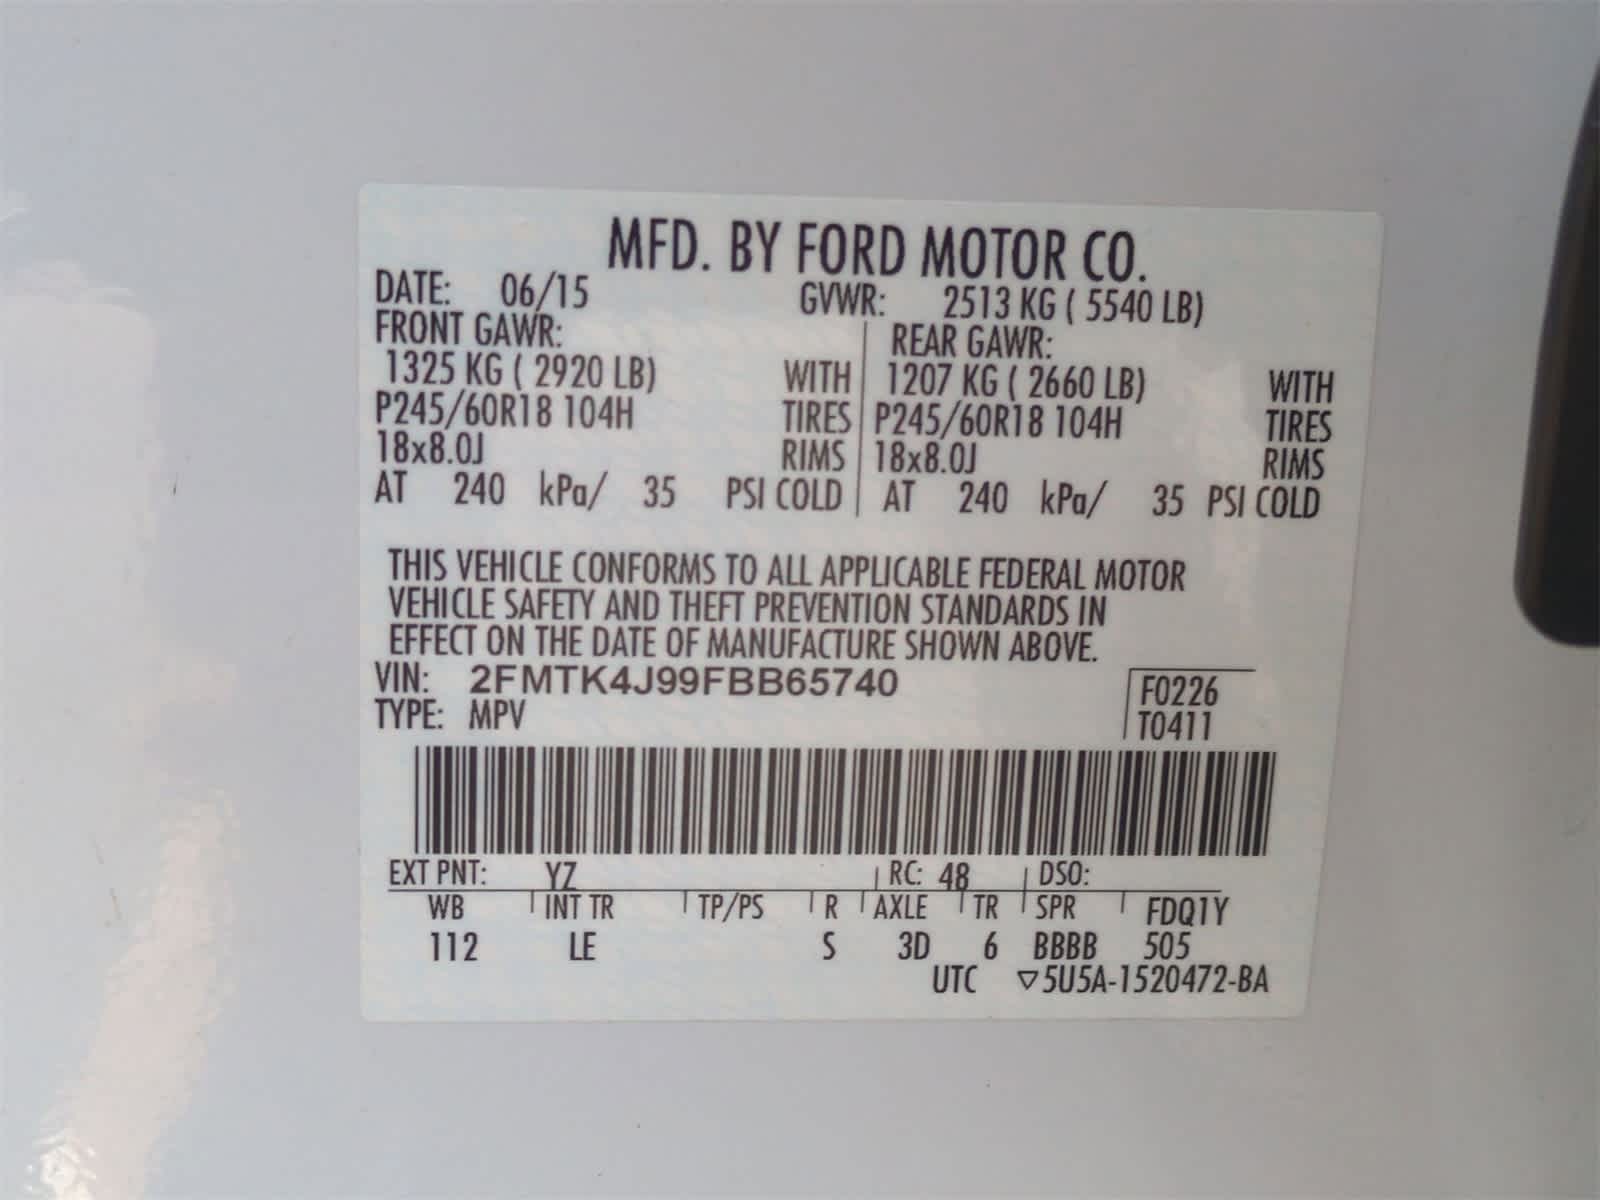 MFD. BY FORD MOTOR CO.
DATE: 06/15 GVWR: 2513 KG ( 5540 LB)
FRONT GAWR: REAR GAWR:
1325 KG ( 2920 LB) WITH 1207 KG ( 2660 LB) WITH
P245/60R18 104H TIRES P245/60R18 104H TIRES
18x8.0J RIMS 18x8.0J RIMS
AT 240 kPa/ 35 PSI COLD AT 240 kPa/ 35 PSI COLD
THIS VEHICLE CONFORMS TO ALL APPLICABLE FEDERAL MOTOR
VEHICLE SAFETY AND THEFT PREVENTION STANDARDS IN
EFFECT ON THE DATE OF MANUFACTURE SHOWN ABOVE.
VIN: 2FMTK4J99FBB65740 F0226
TYPE: MPV T0411
EXT PNT: YZ RC: 48 DSO:
WB INT TR TP/PS R AXLE TR SPR FDQ1Y
112 LE S 3D 6 BBBB 505
UTC ▽5U5A-1520472-BA